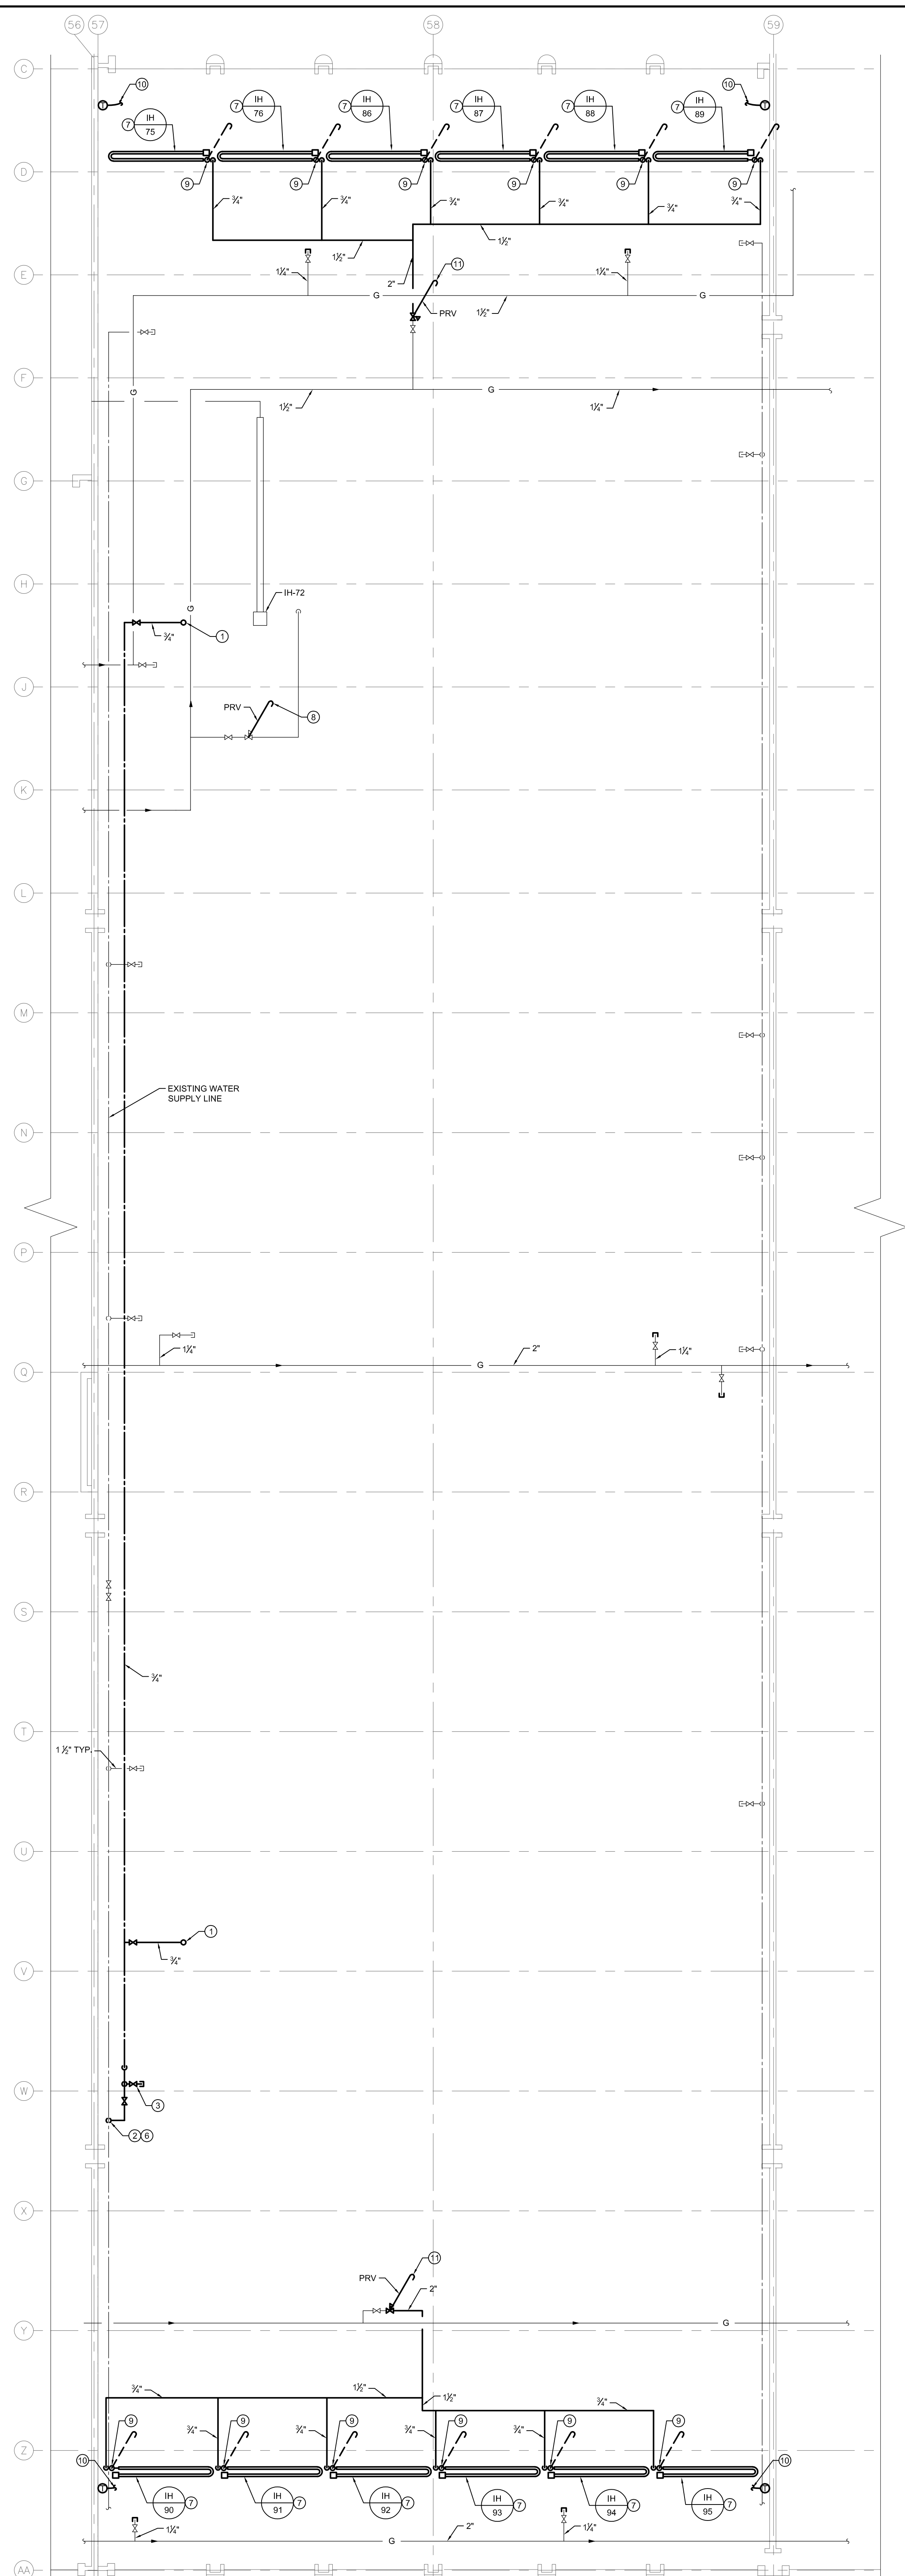 56 57 58 59
C
10 10
7 IH 75
7 IH 76
7 IH 86
7 IH 87
7 IH 88
7 IH 89
D
9 9 9 9 9 9
3/4" 3/4" 3/4" 3/4" 3/4" 3/4"
1½" 1½"
E
1¼" 2" 11 1¼"
G PRV 1½" G
F
G
1½" G 1¼"
G
H
IH-72
G
3/4" 1
J
PRV 8
K
L
M
EXISTING WATER
SUPPLY LINE
N
P
1¼" G 2" 1¼"
Q
R
S
3/4"
T
1 ½" TYP.
U
1
3/4"
V
W
3
2 6
X
11
PRV 2"
Y G
3/4" 1½" 1½" 3/4"
9 9 9 9 9 9
3/4" 3/4" 3/4" 3/4"
Z
10 10
IH 90 7
IH 91 7
IH 92 7
IH 93 7
IH 94 7
IH 95 7
1¼" G 2" 1¼"
AA